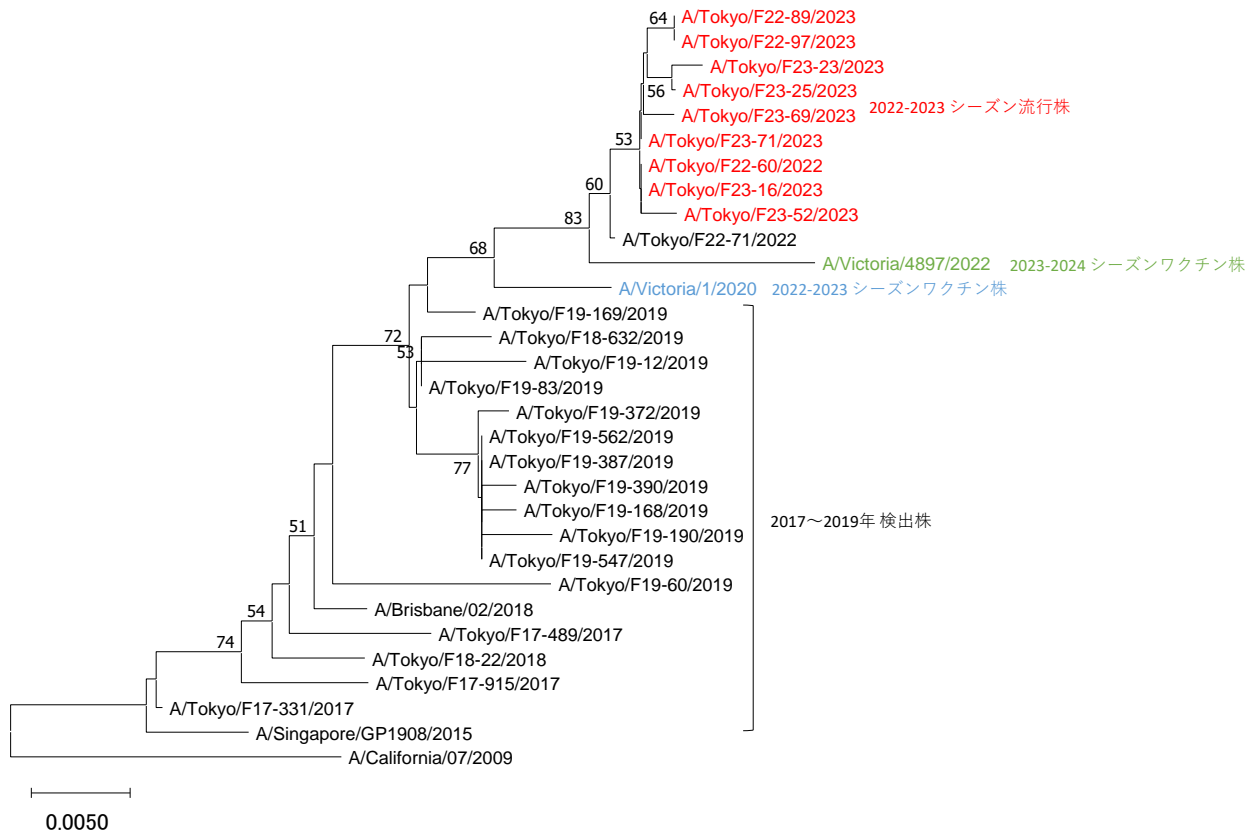 64
A/Tokyo/F22-89/2023
A/Tokyo/F22-97/2023
A/Tokyo/F23-23/2023
56
A/Tokyo/F23-25/2023
A/Tokyo/F23-69/2023
2022-2023 シーズン流行株
53
A/Tokyo/F23-71/2023
A/Tokyo/F22-60/2022
60
A/Tokyo/F23-16/2023
83
A/Tokyo/F23-52/2023
A/Tokyo/F22-71/2022
68
A/Victoria/4897/2022 2023-2024 シーズンワクチン株
A/Victoria/1/2020 2022-2023 シーズンワクチン株
A/Tokyo/F19-169/2019
72
A/Tokyo/F18-632/2019
53
A/Tokyo/F19-12/2019
A/Tokyo/F19-83/2019
A/Tokyo/F19-372/2019
A/Tokyo/F19-562/2019
77
A/Tokyo/F19-387/2019
A/Tokyo/F19-390/2019
A/Tokyo/F19-168/2019
2017～2019年 検出株
51
A/Tokyo/F19-190/2019
A/Tokyo/F19-547/2019
A/Tokyo/F19-60/2019
54
A/Brisbane/02/2018
74
A/Tokyo/F17-489/2017
A/Tokyo/F18-22/2018
A/Tokyo/F17-915/2017
A/Tokyo/F17-331/2017
A/Singapore/GP1908/2015
A/California/07/2009
0.0050